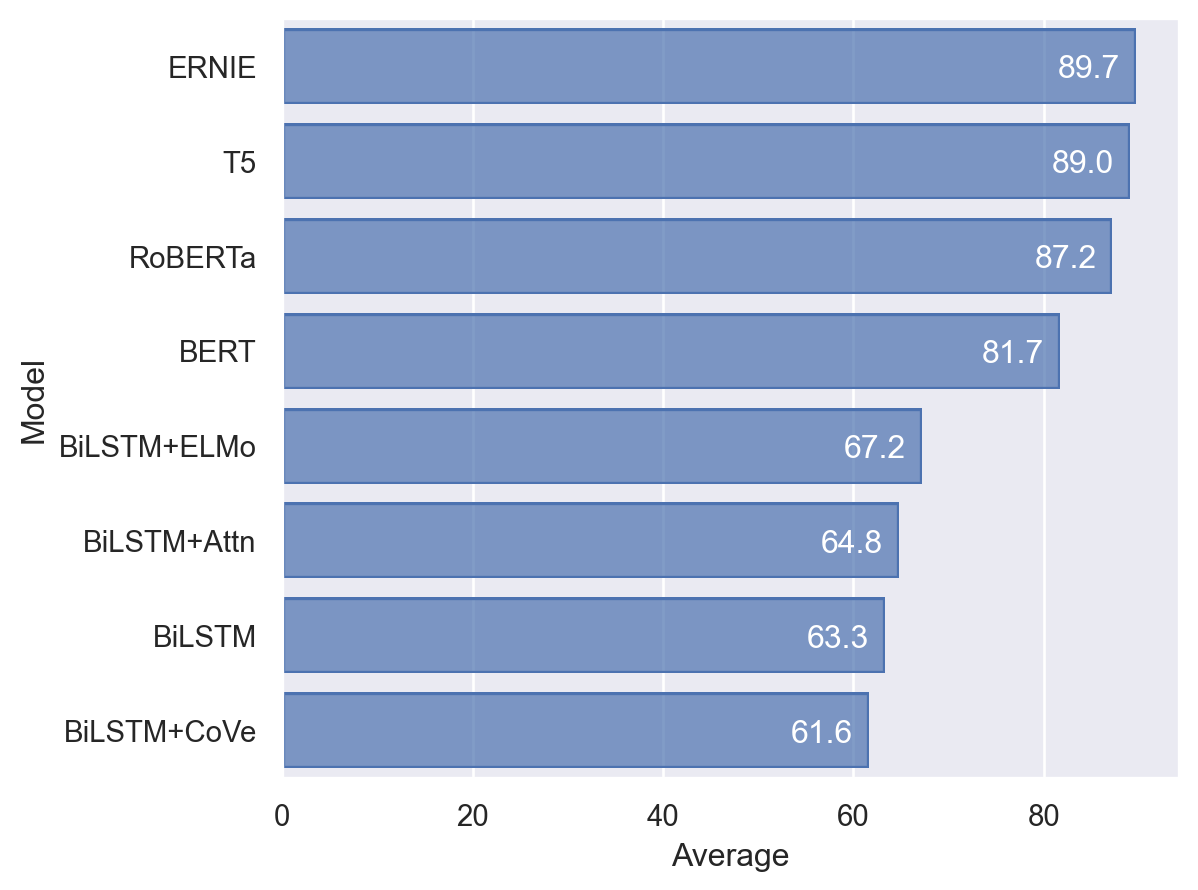 ERNIE 89.7
T5 89.0
RoBERTa 87.2
BERT 81.7
Model
BiLSTM+ELMo 67.2
BiLSTM+Attn 64.8
BiLSTM 63.3
BiLSTM+CoVe 61.6
0 20 40 60 80
Average